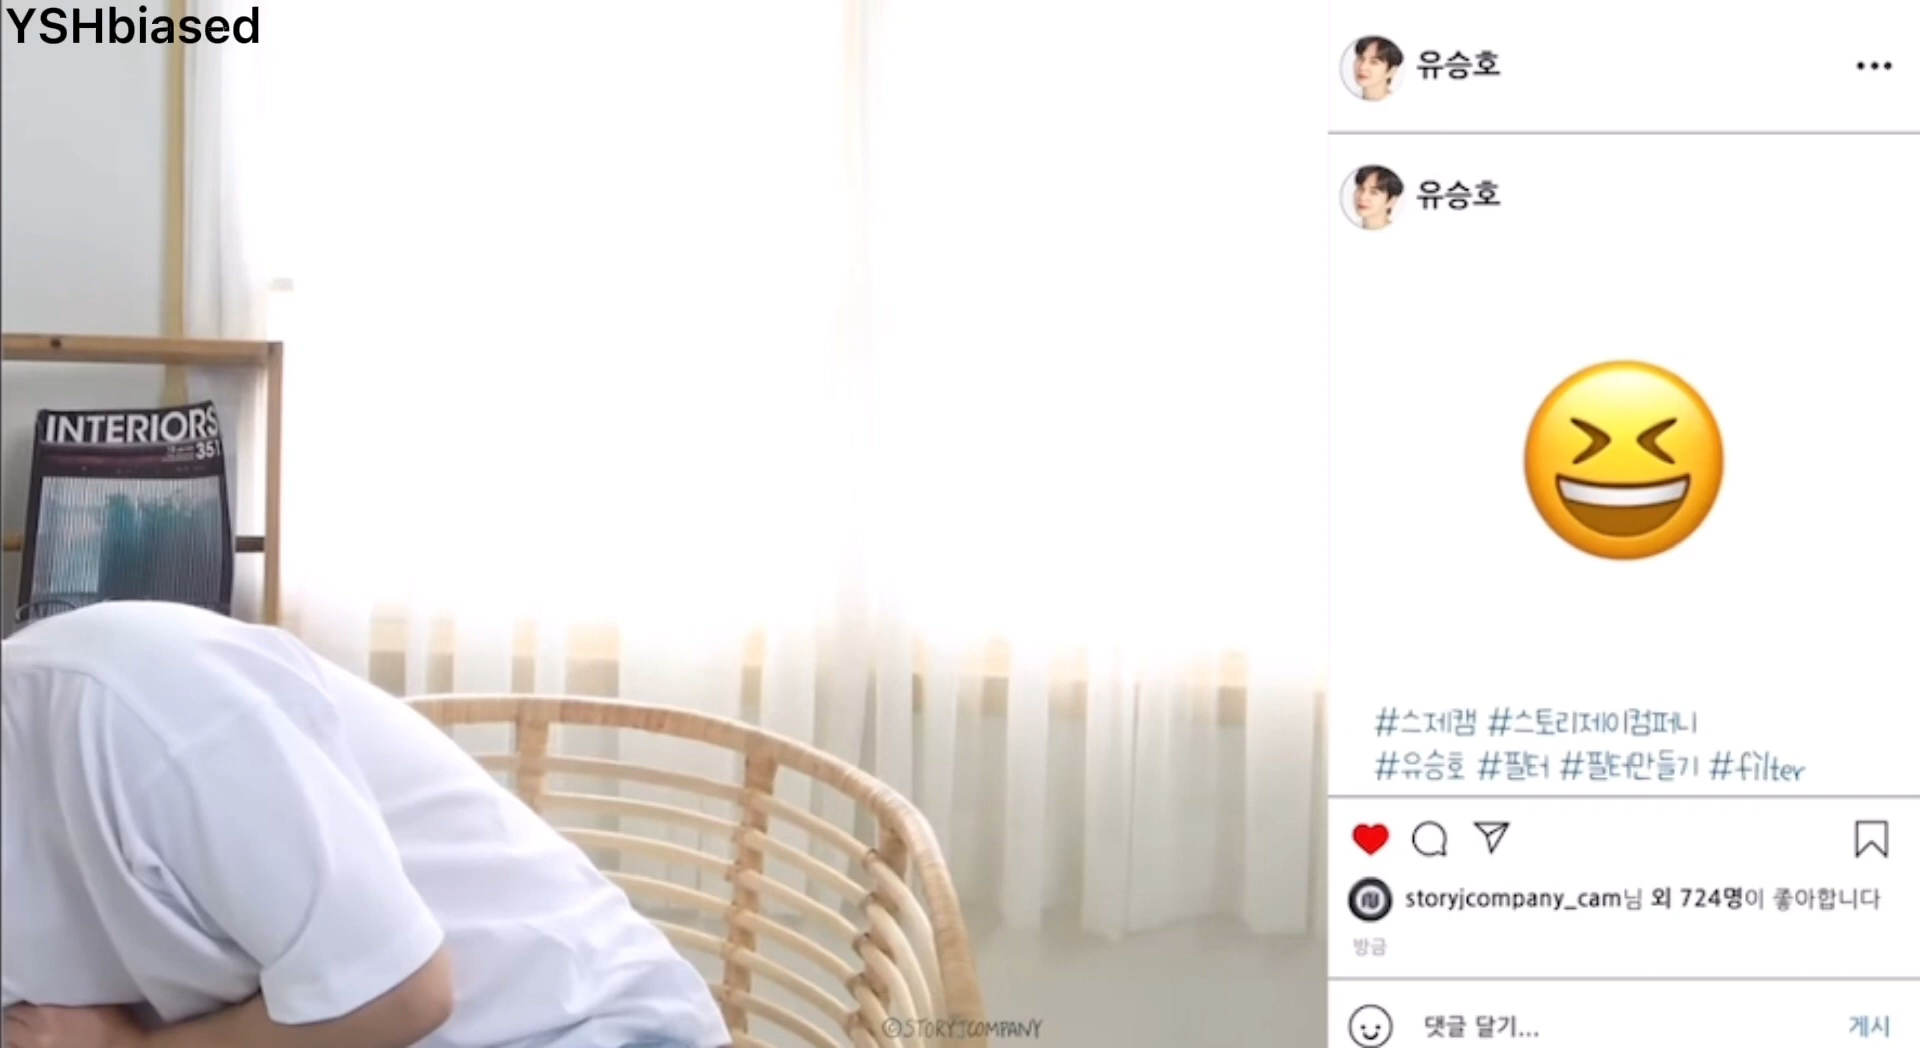 YSHbiased
유승호
유승호
INTERIORS
351
#스제캠 #스토리제이컴퍼니
#유승호 #필터 #필터만들기 #filter
storyjcompany_cam님 외 724명이 좋아합니다
방금
댓글 달기...
게시
©STORYJCOMPANY